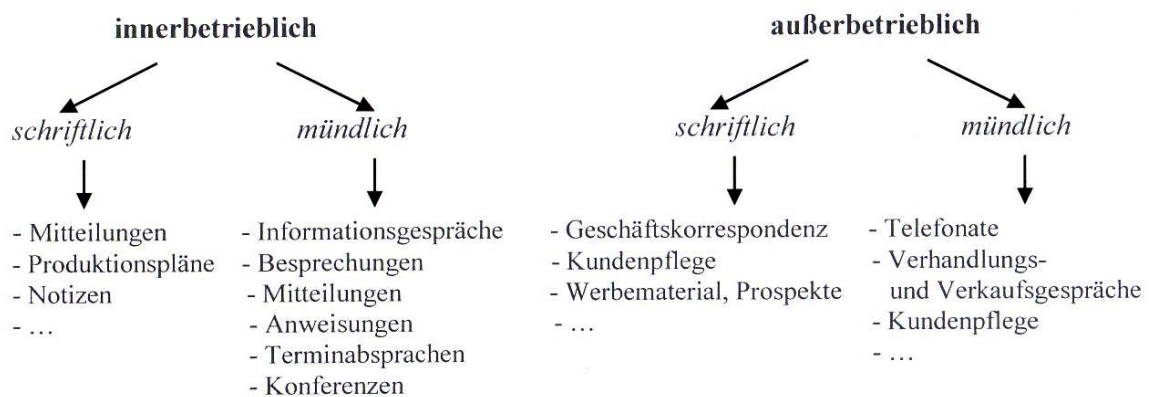 innerbetrieblich
schriftlich
- Mitteilungen
- Produktionspläne
- Notizen
- …
mündlich
- Informationsgespräche
- Besprechungen
- Mitteilungen
- Anweisungen
- Terminabsprachen
- Konferenzen
außerbetrieblich
schriftlich
- Geschäftskorrespondenz
- Kundenpflege
- Werbematerial, Prospekte
- …
mündlich
- Telefonate
- Verhandlungs-
und Verkaufsgespräche
- Kundenpflege
- …